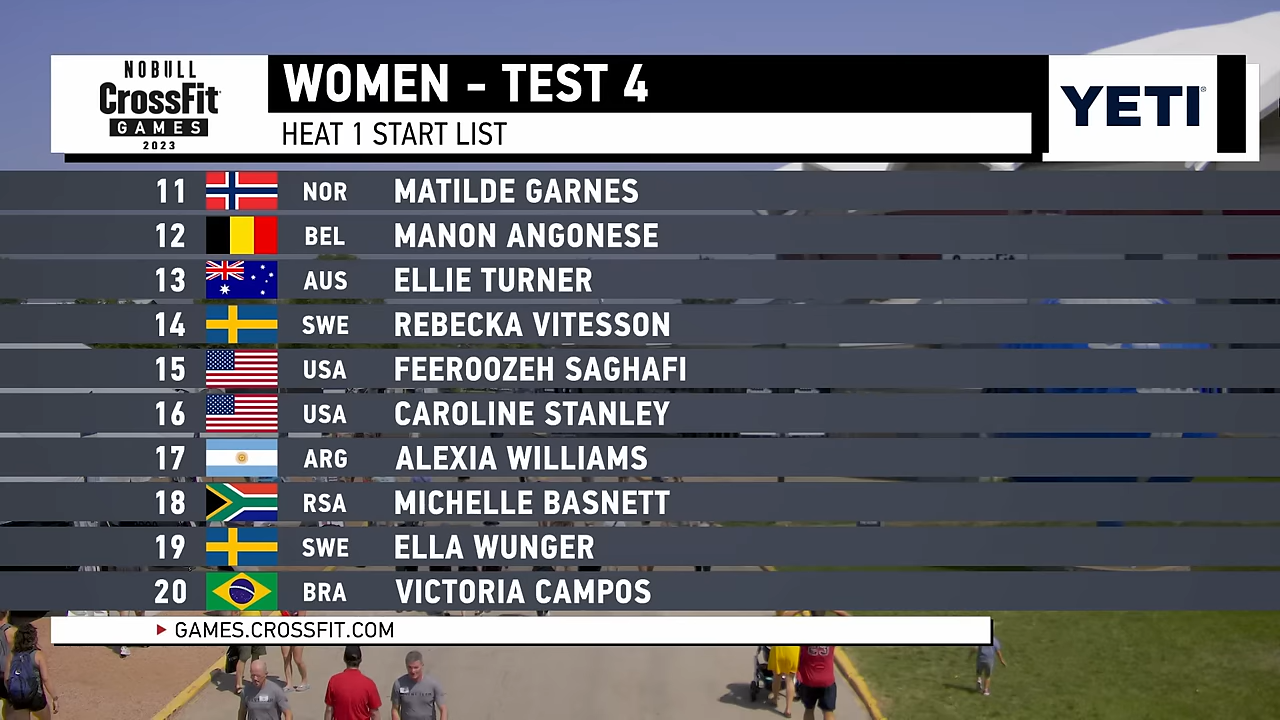 NOBULL
CrossFit
GAMES
2023
WOMEN - TEST 4
HEAT 1 START LIST
YETI
11 NOR MATILDE GARNES
12 BEL MANON ANGONESE
13 AUS ELLIE TURNER
14 SWE REBECKA VITESSON
15 USA FEEROOZEH SAGHAFI
16 USA CAROLINE STANLEY
17 ARG ALEXIA WILLIAMS
18 RSA MICHELLE BASNETT
19 SWE ELLA WUNGER
20 BRA VICTORIA CAMPOS
GAMES.CROSSFIT.COM